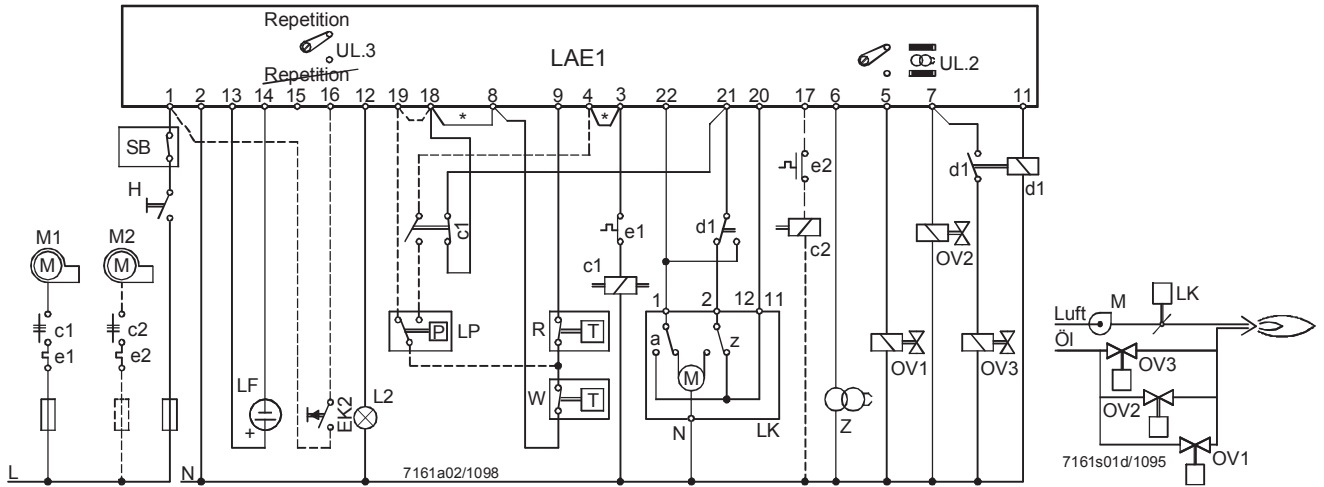 Repetition
UL.3
Repetition
LAE1
UL.2
1 2 13 14 15 16 12 19 18 8 9 4 3 22 21 20 17 6 5 7 11
* *
SB
H
M1 M2
M M
c1 c2
e1 e2
LF
+
EK2
L2
c1
P LP
R T
W T
e1
c1
d1
1 2 12 11
a z
M
N LK
e2
c2
Z
OV1
OV2
d1 d1
OV3
L N
7161a02/1098
Luft M LK
Öl
OV3
OV2
OV1
7161s01d/1095